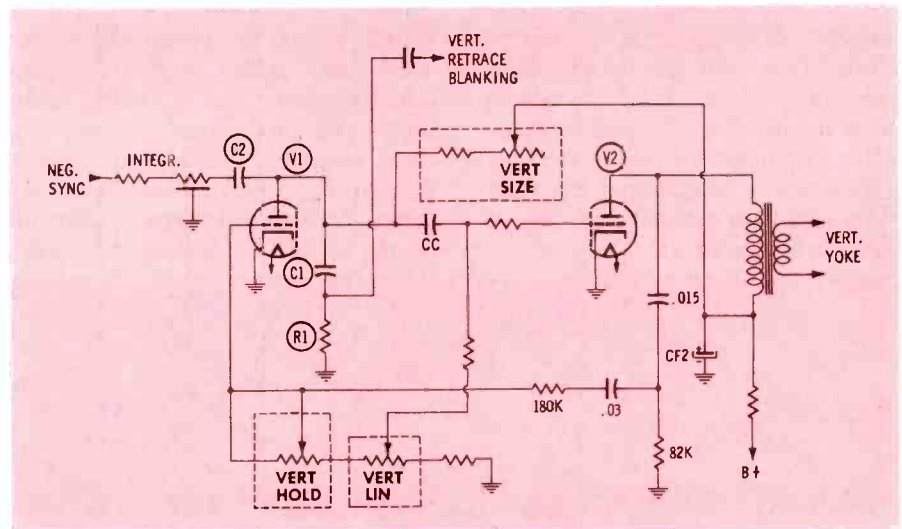 VERT.
RETRACE
BLANKING
NEG.
SYNC
INTEGR.
C2
V1
VERT
SIZE
V2
VERT.
YOKE
CC
C1
R1
.015
CF2
+
180K
.03
82K
B+
VERT
HOLD
VERT
LIN